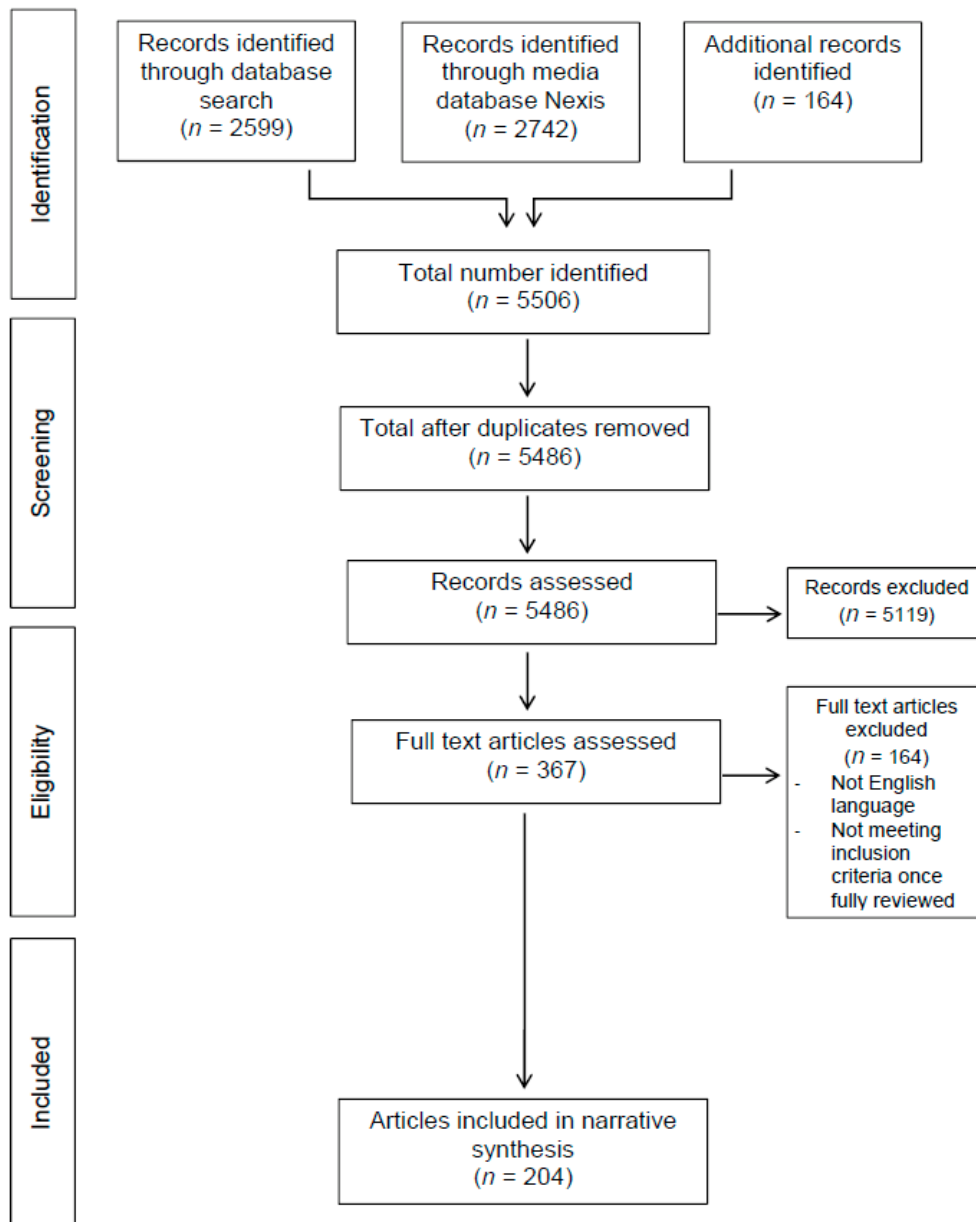 Identification
Records identified
through database
search
(n = 2599)
Records identified
through media
database Nexis
(n = 2742)
Additional records
identified
(n = 164)
Total number identified
(n = 5506)
Screening
Total after duplicates removed
(n = 5486)
Records assessed
(n = 5486)
Records excluded
(n = 5119)
Eligibility
Full text articles assessed
(n = 367)
Full text articles
excluded
(n = 164)
- Not English
language
- Not meeting
inclusion
criteria once
fully reviewed
Included
Articles included in narrative
synthesis
(n = 204)